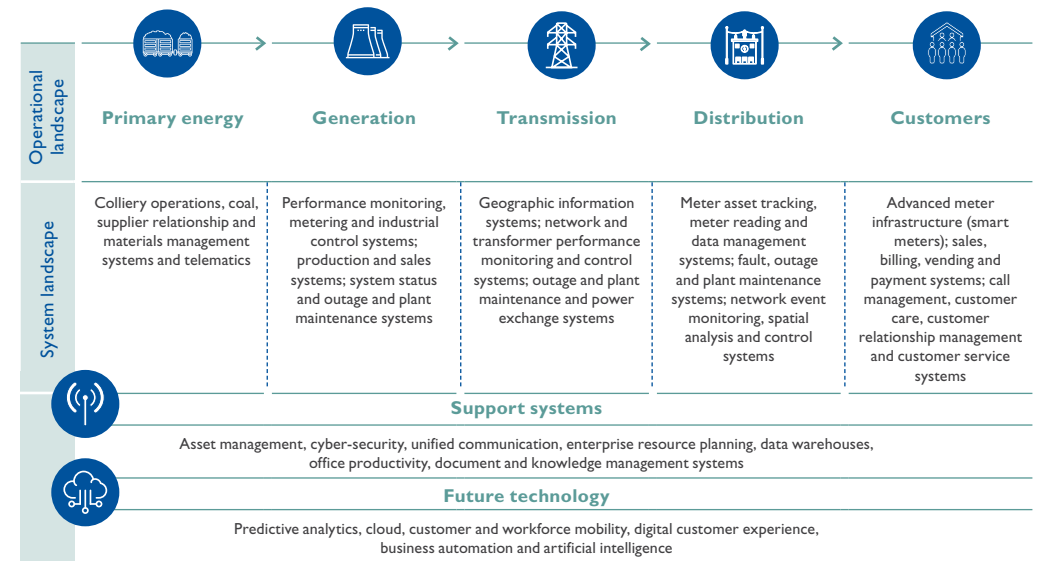 Operational
landscape
Primary energy
Generation
Transmission
Distribution
Customers
System landscape
Colliery operations, coal,
supplier relationship and
materials management
systems and telematics
Performance monitoring,
metering and industrial
control systems;
production and sales
systems; system status
and outage and plant
maintenance systems
Geographic information
systems; network and
transformer performance
monitoring and control
systems; outage and plant
maintenance and power
exchange systems
Meter asset tracking,
meter reading and
data management
systems; fault, outage
and plant maintenance
systems; network event
monitoring, spatial
analysis and control
systems
Advanced meter
infrastructure (smart
meters); sales,
billing, vending and
payment systems; call
management, customer
care, customer
relationship management
and customer service
systems
Support systems
Asset management, cyber-security, unified communication, enterprise resource planning, data warehouses,
office productivity, document and knowledge management systems
Future technology
Predictive analytics, cloud, customer and workforce mobility, digital customer experience,
business automation and artificial intelligence